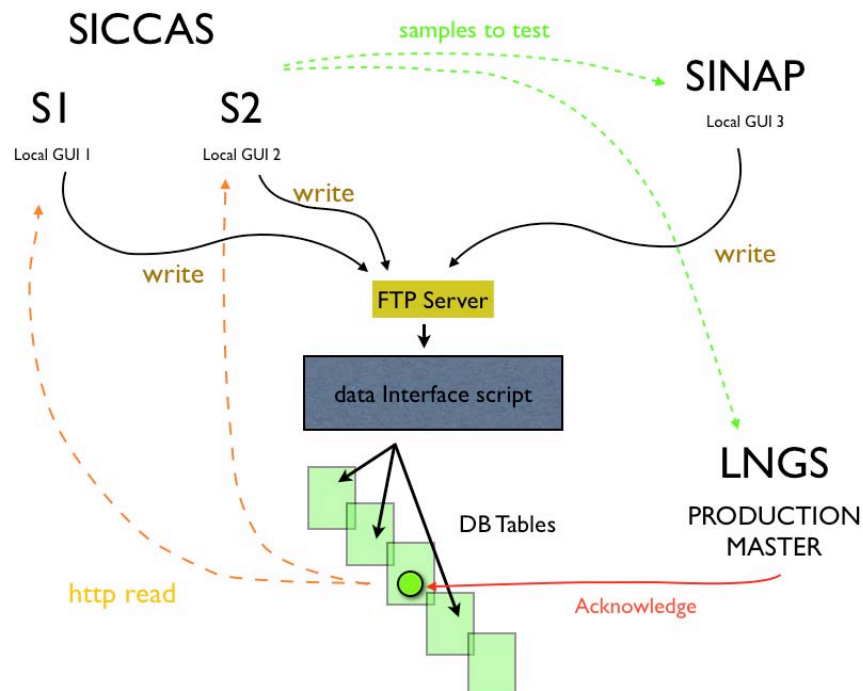 SICCAS
samples to test
SINAP
S1
S2
Local GUI 1
Local GUI 2
Local GUI 3
write
write
write
FTP Server
data Interface script
LNGS
PRODUCTION
MASTER
DB Tables
http read
Acknowledge